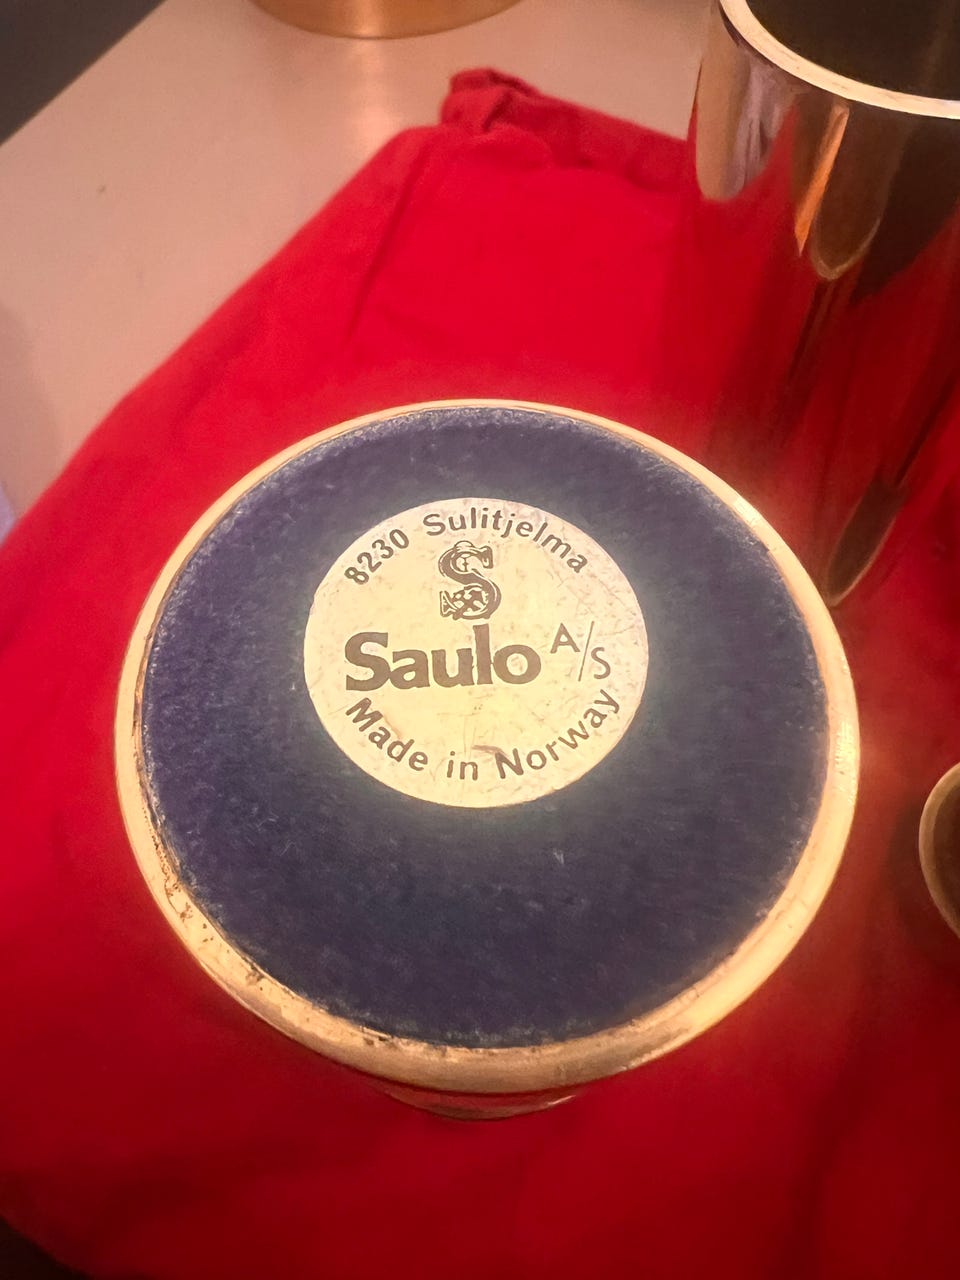 8230 Sulitjelma
S
Saulo A/S
Made in Norway